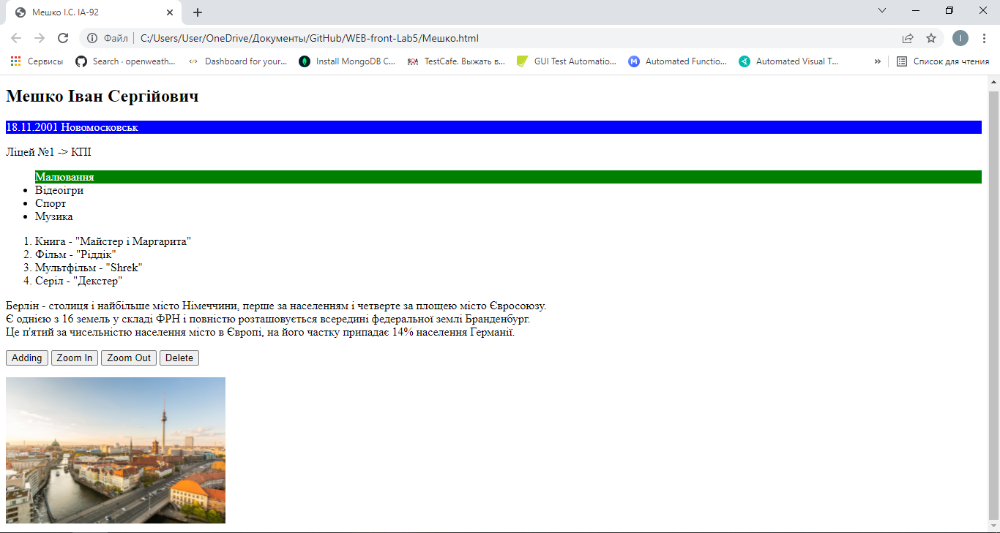 Мешко І.С. ІА-92
Файл
C:/Users/User/OneDrive/Документы/GitHub/WEB-front-Lab5/Мешко.html
І
Сервисы
Search · openweath...
Dashboard for your...
Install MongoDB C...
TestCafe. Выжать в...
GUI Test Automatio...
Automated Functio...
Automated Visual T...
»
Список для чтения
Мешко Іван Сергійович
18.11.2001 Новомосковськ
Ліцей №1 -> КПІ
Малювання
• Відеоігри
• Спорт
• Музика
1. Книга - "Майстер і Маргарита"
2. Фільм - "Ріддік"
3. Мультфільм - "Shrek"
4. Серіл - "Декстер"
Берлін - столиця і найбільше місто Німеччини, перше за населенням і четверте за площею місто Євросоюзу.
Є однією з 16 земель у складі ФРН і повністю розташовується всередині федеральної землі Бранденбург.
Це п'ятий за чисельністю населення місто в Європі, на його частку припадає 14% населення Германії.
Adding Zoom In Zoom Out Delete